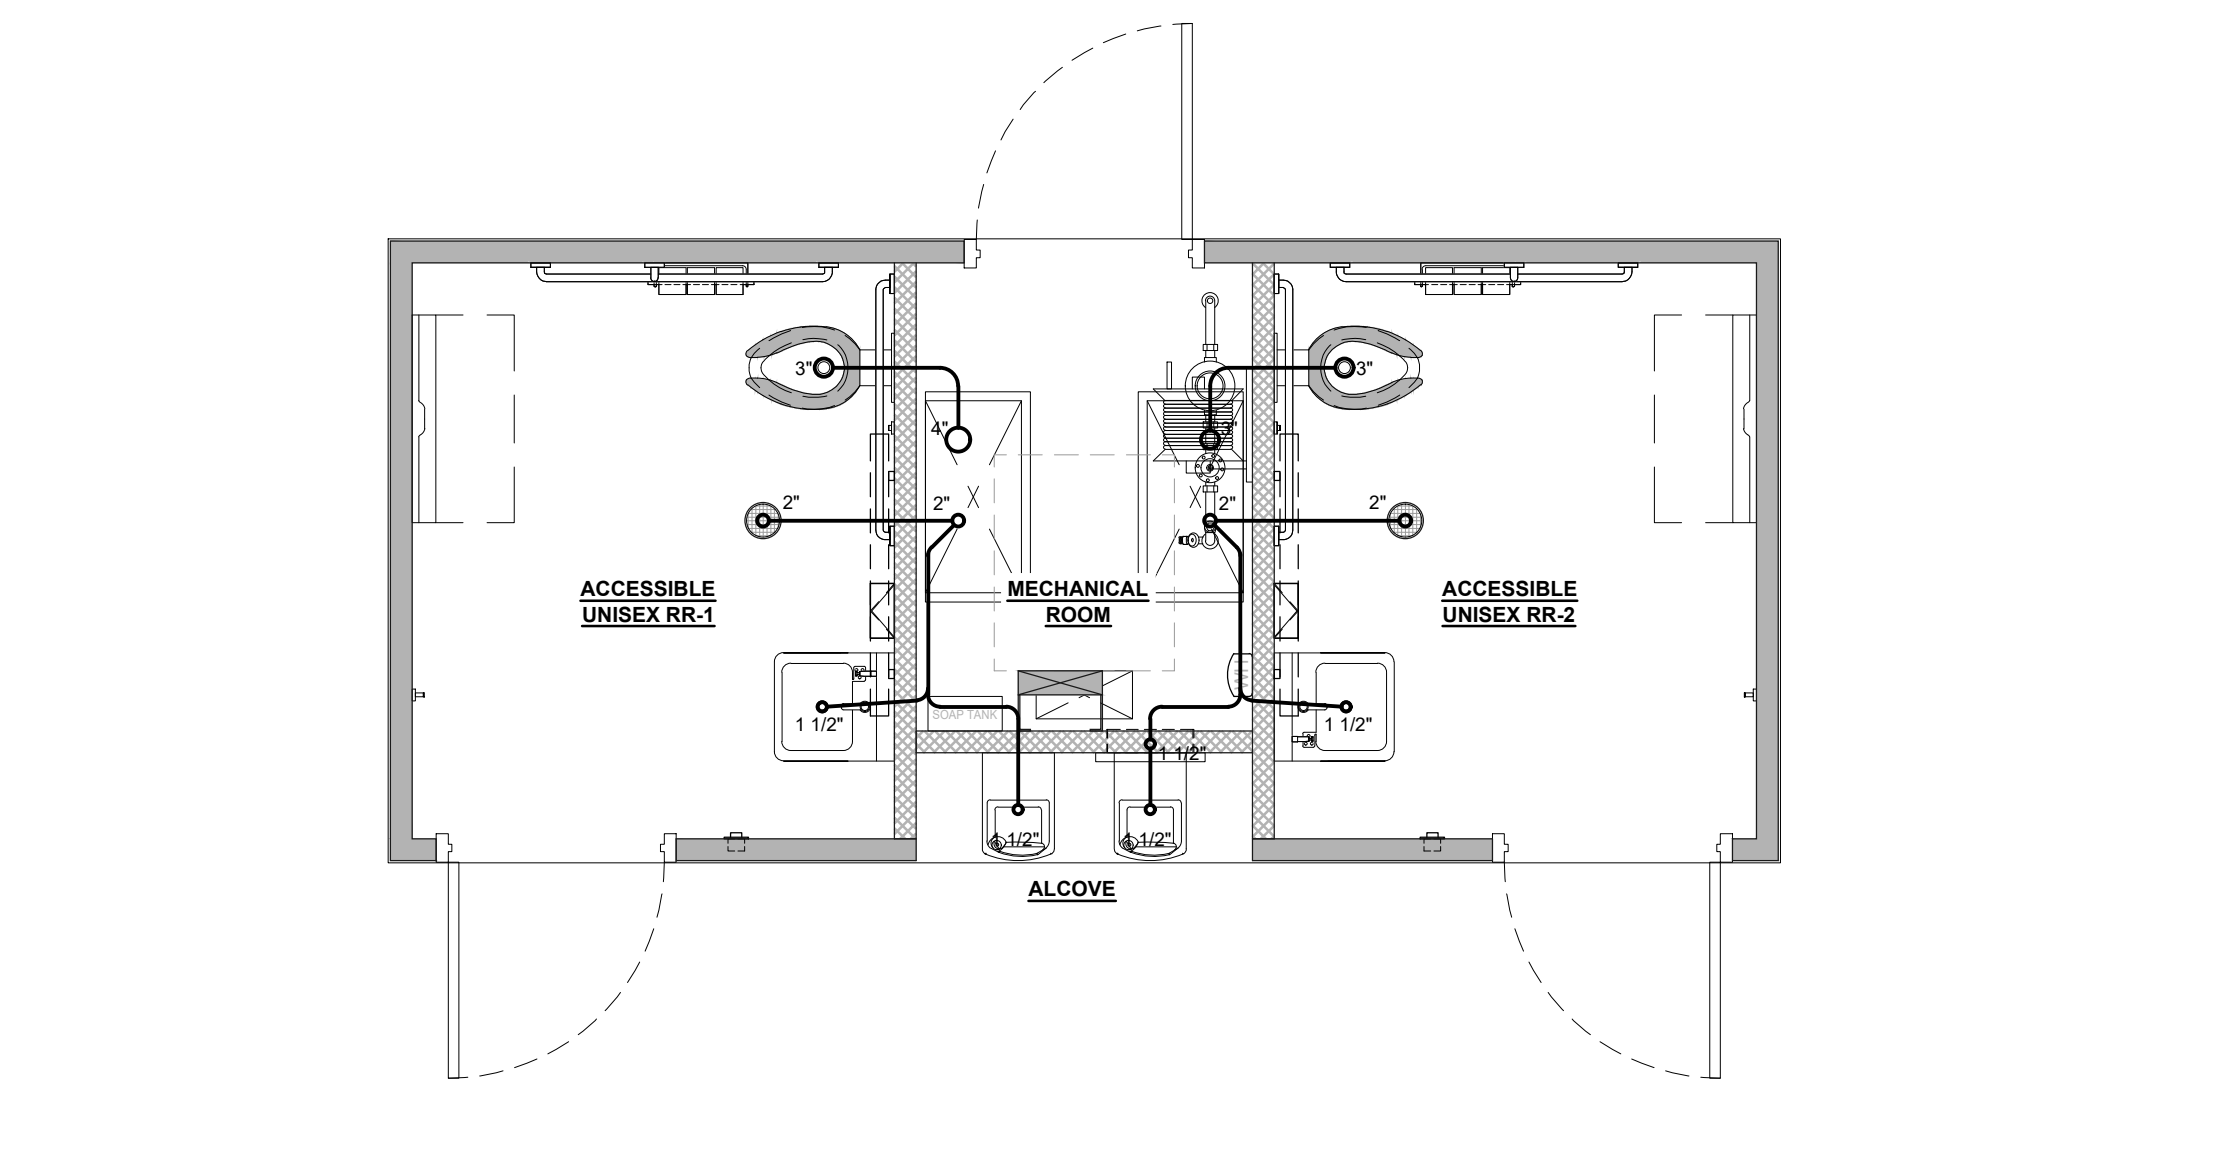 3"
3"
4"
3"
2"
2"
2"
2"
ACCESSIBLE
UNISEX RR-1
MECHANICAL
ROOM
ACCESSIBLE
UNISEX RR-2
SOAP TANK
1 1/2"
1 1/2"
1 1/2"
1 1/2"
1 1/2"
ALCOVE